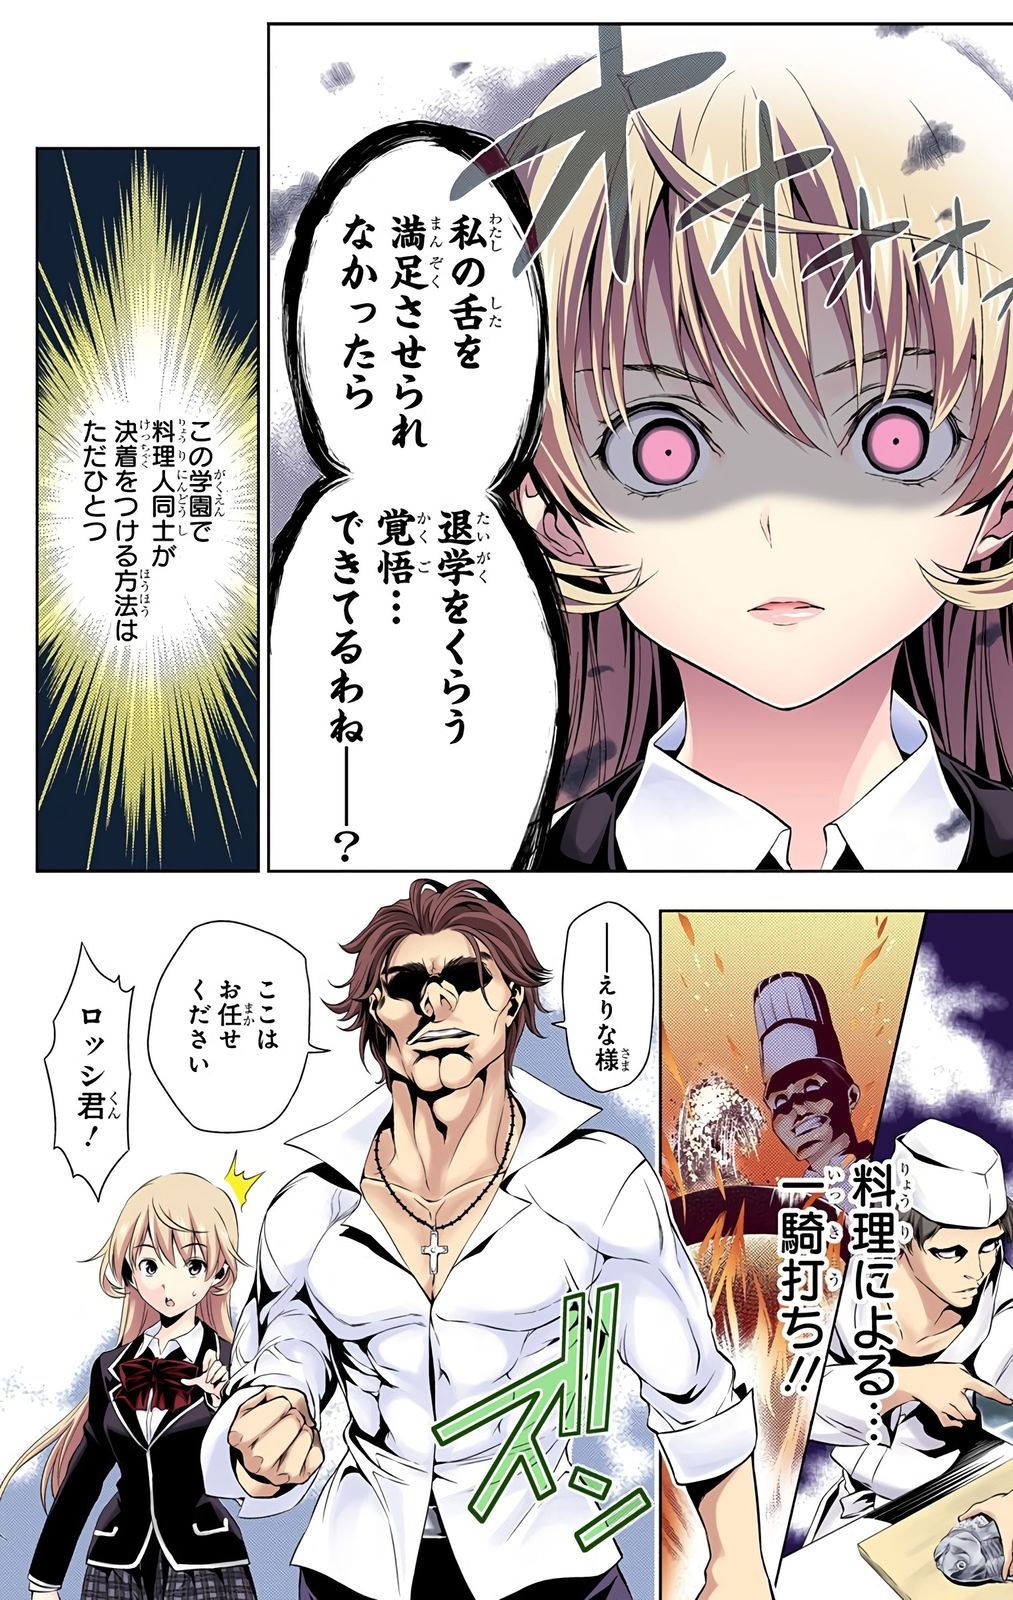 オオオオ
私の舌を
満足させられ
なかったら
退学をくらう
覚悟…
できてるわね――?
この学園で
料理人同士が
決着をつける方法は
ただひとつ
料理による…
一騎打ち!!
――えりな様
ここは
お任せ
ください
ズン
ロッシ君!